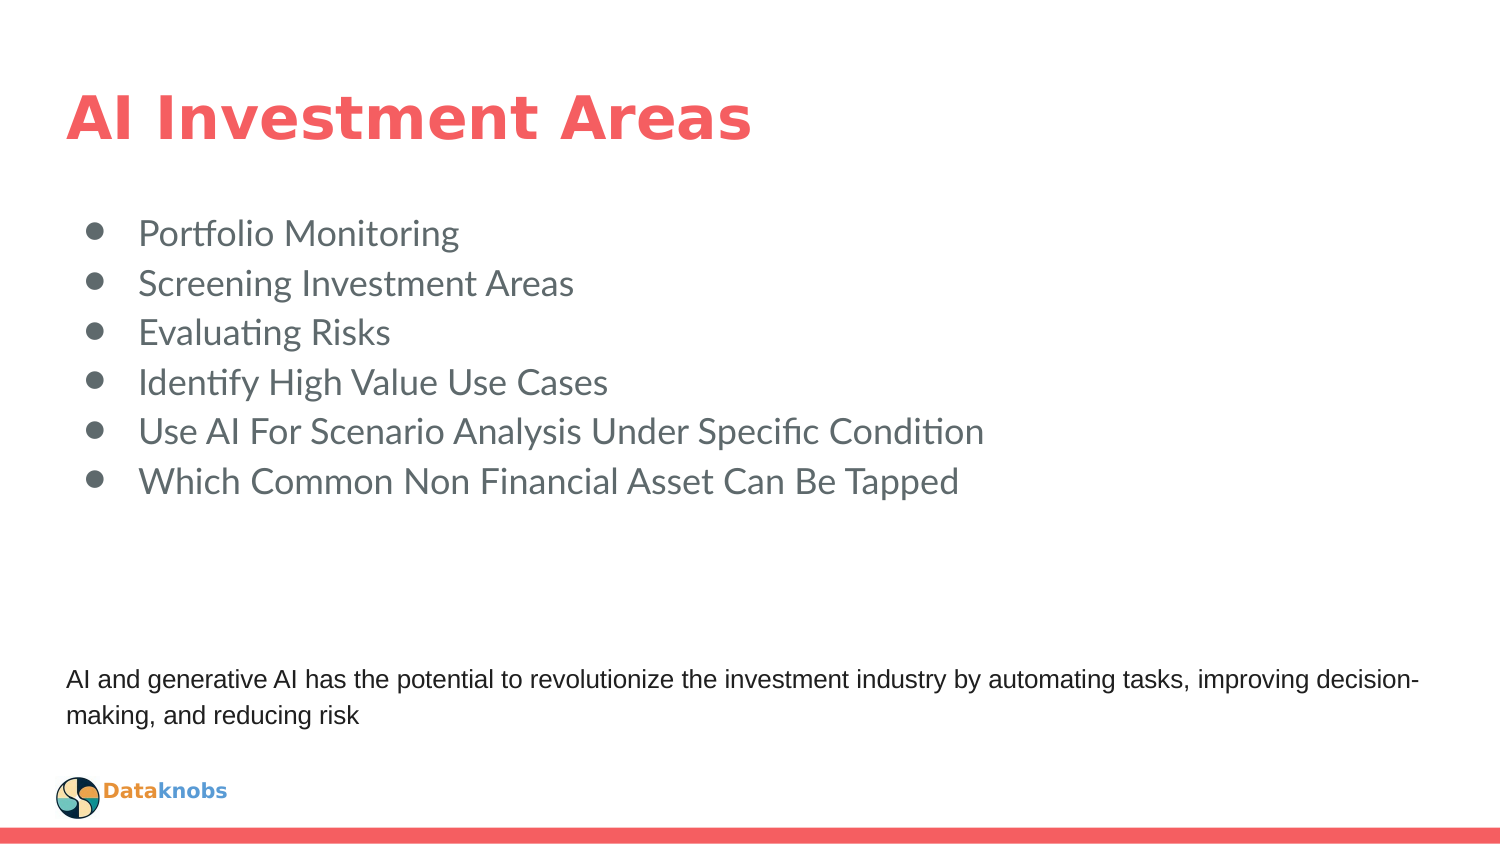 AI Investment Areas
● Portfolio Monitoring
● Screening Investment Areas
● Evaluating Risks
● Identify High Value Use Cases
● Use AI For Scenario Analysis Under Specific Condition
● Which Common Non Financial Asset Can Be Tapped
AI and generative AI has the potential to revolutionize the investment industry by automating tasks, improving decision-
making, and reducing risk
Dataknobs